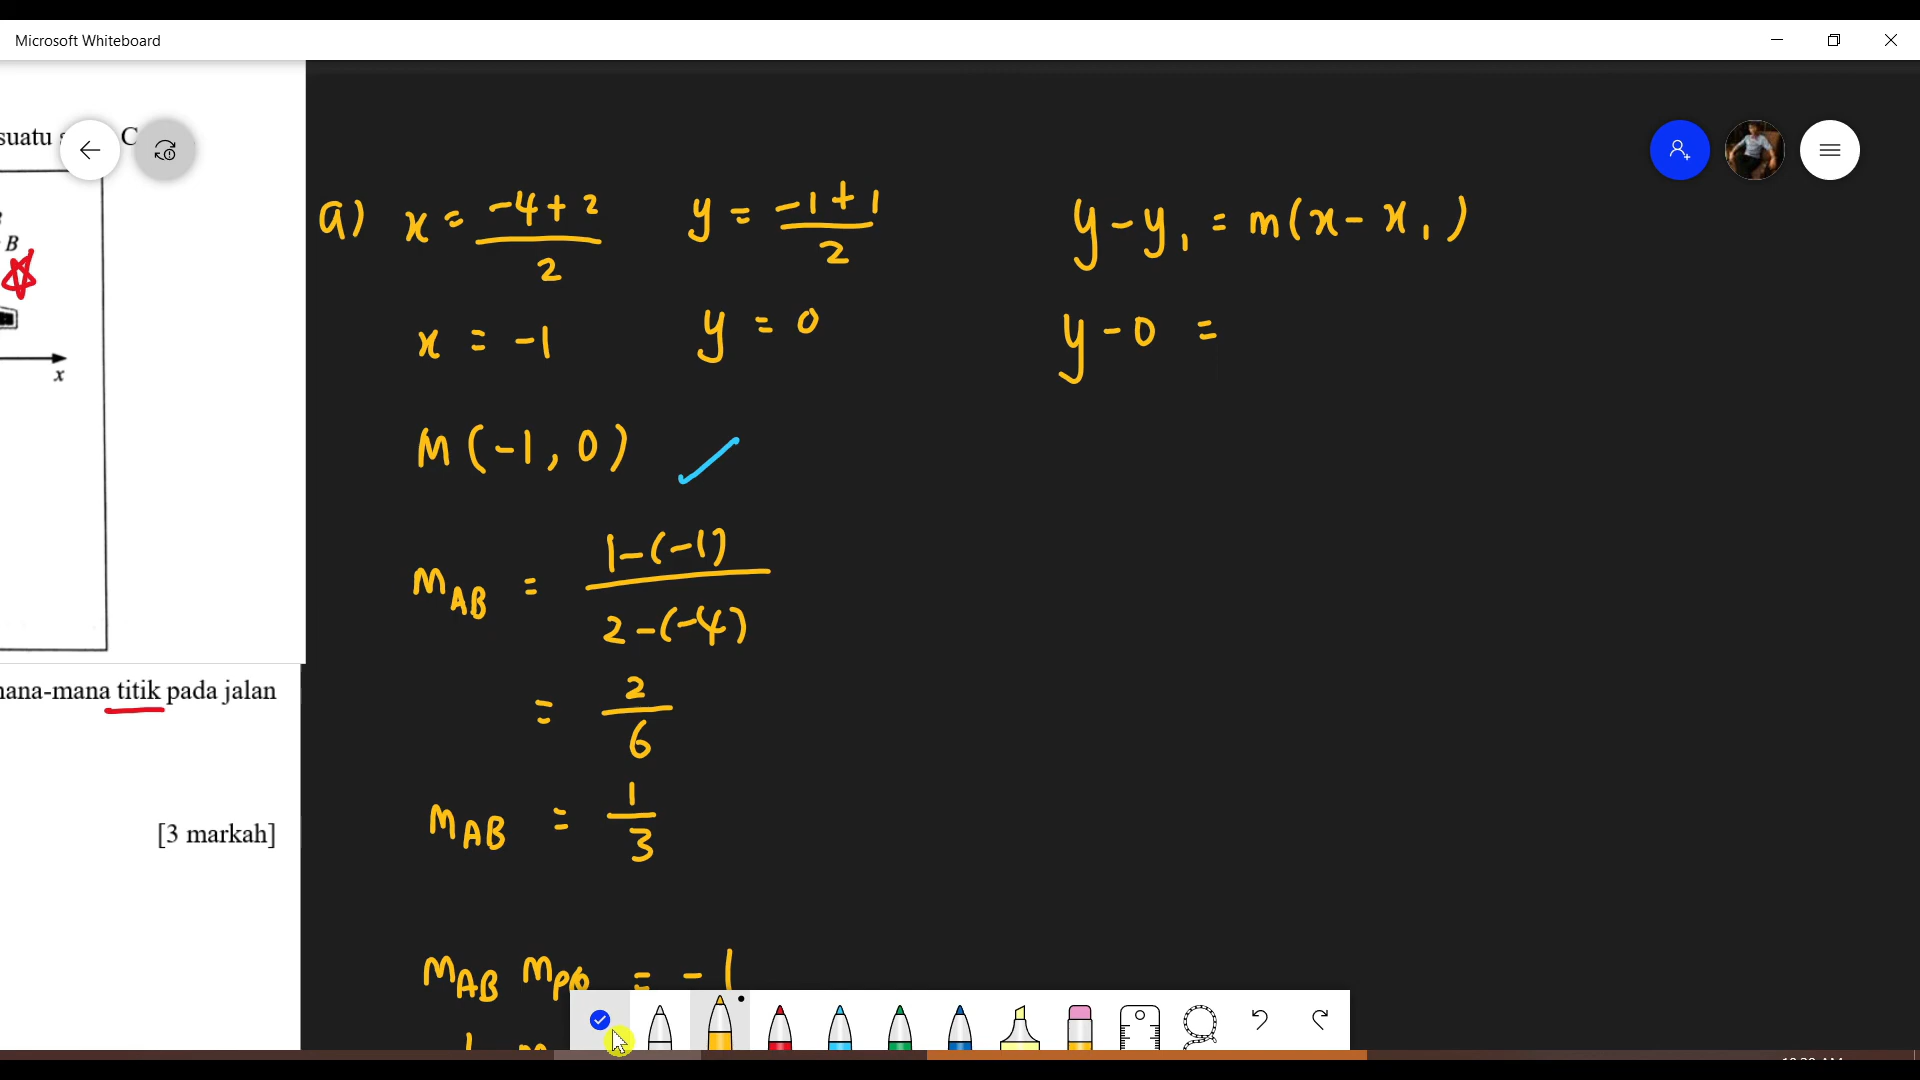 Microsoft Whiteboard
suatu
C
B
x
mana-mana titik pada jalan
[3 markah]
a) x = (-4 + 2)/2
y = (-1 + 1)/2
x = -1
y = 0
M (-1, 0)
m_AB = (1 - (-1))/(2 - (-4))
= 2/6
m_AB = 1/3
m_AB m_PQ = -1
y - y₁ = m(x - x₁)
y - 0 =